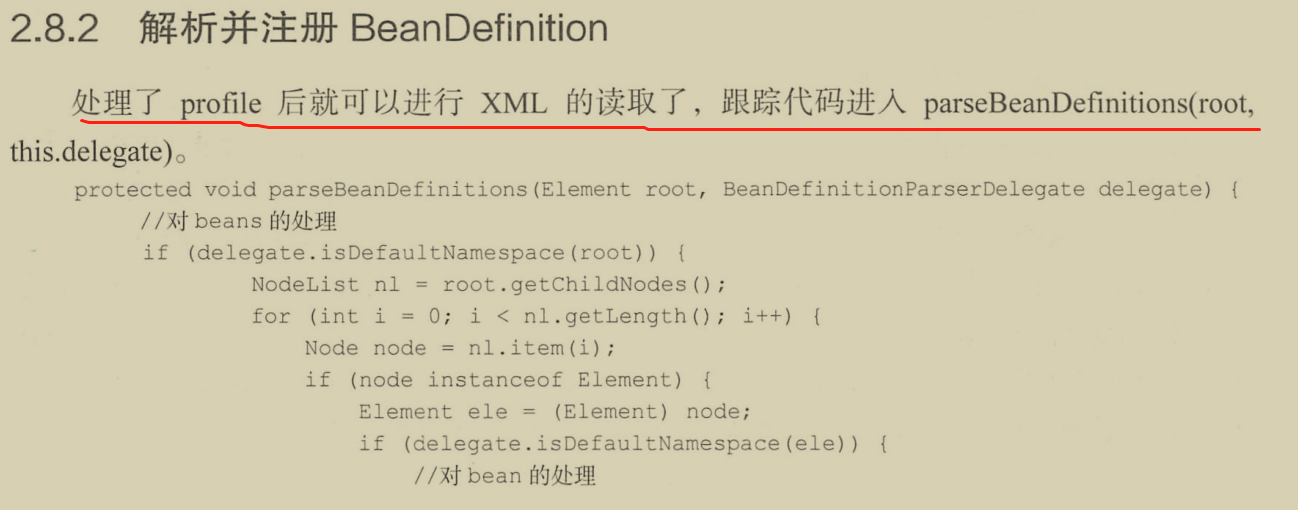 2.8.2 解析并注册 BeanDefinition
处理了 profile 后就可以进行 XML 的读取了，跟踪代码进入 parseBeanDefinitions(root,
this.delegate)。
protected void parseBeanDefinitions(Element root, BeanDefinitionParserDelegate delegate) {
//对 beans 的处理
if (delegate.isDefaultNamespace(root)) {
NodeList nl = root.getChildNodes();
for (int i = 0; i < nl.getLength(); i++) {
Node node = nl.item(i);
if (node instanceof Element) {
Element ele = (Element) node;
if (delegate.isDefaultNamespace(ele)) {
//对 bean 的处理